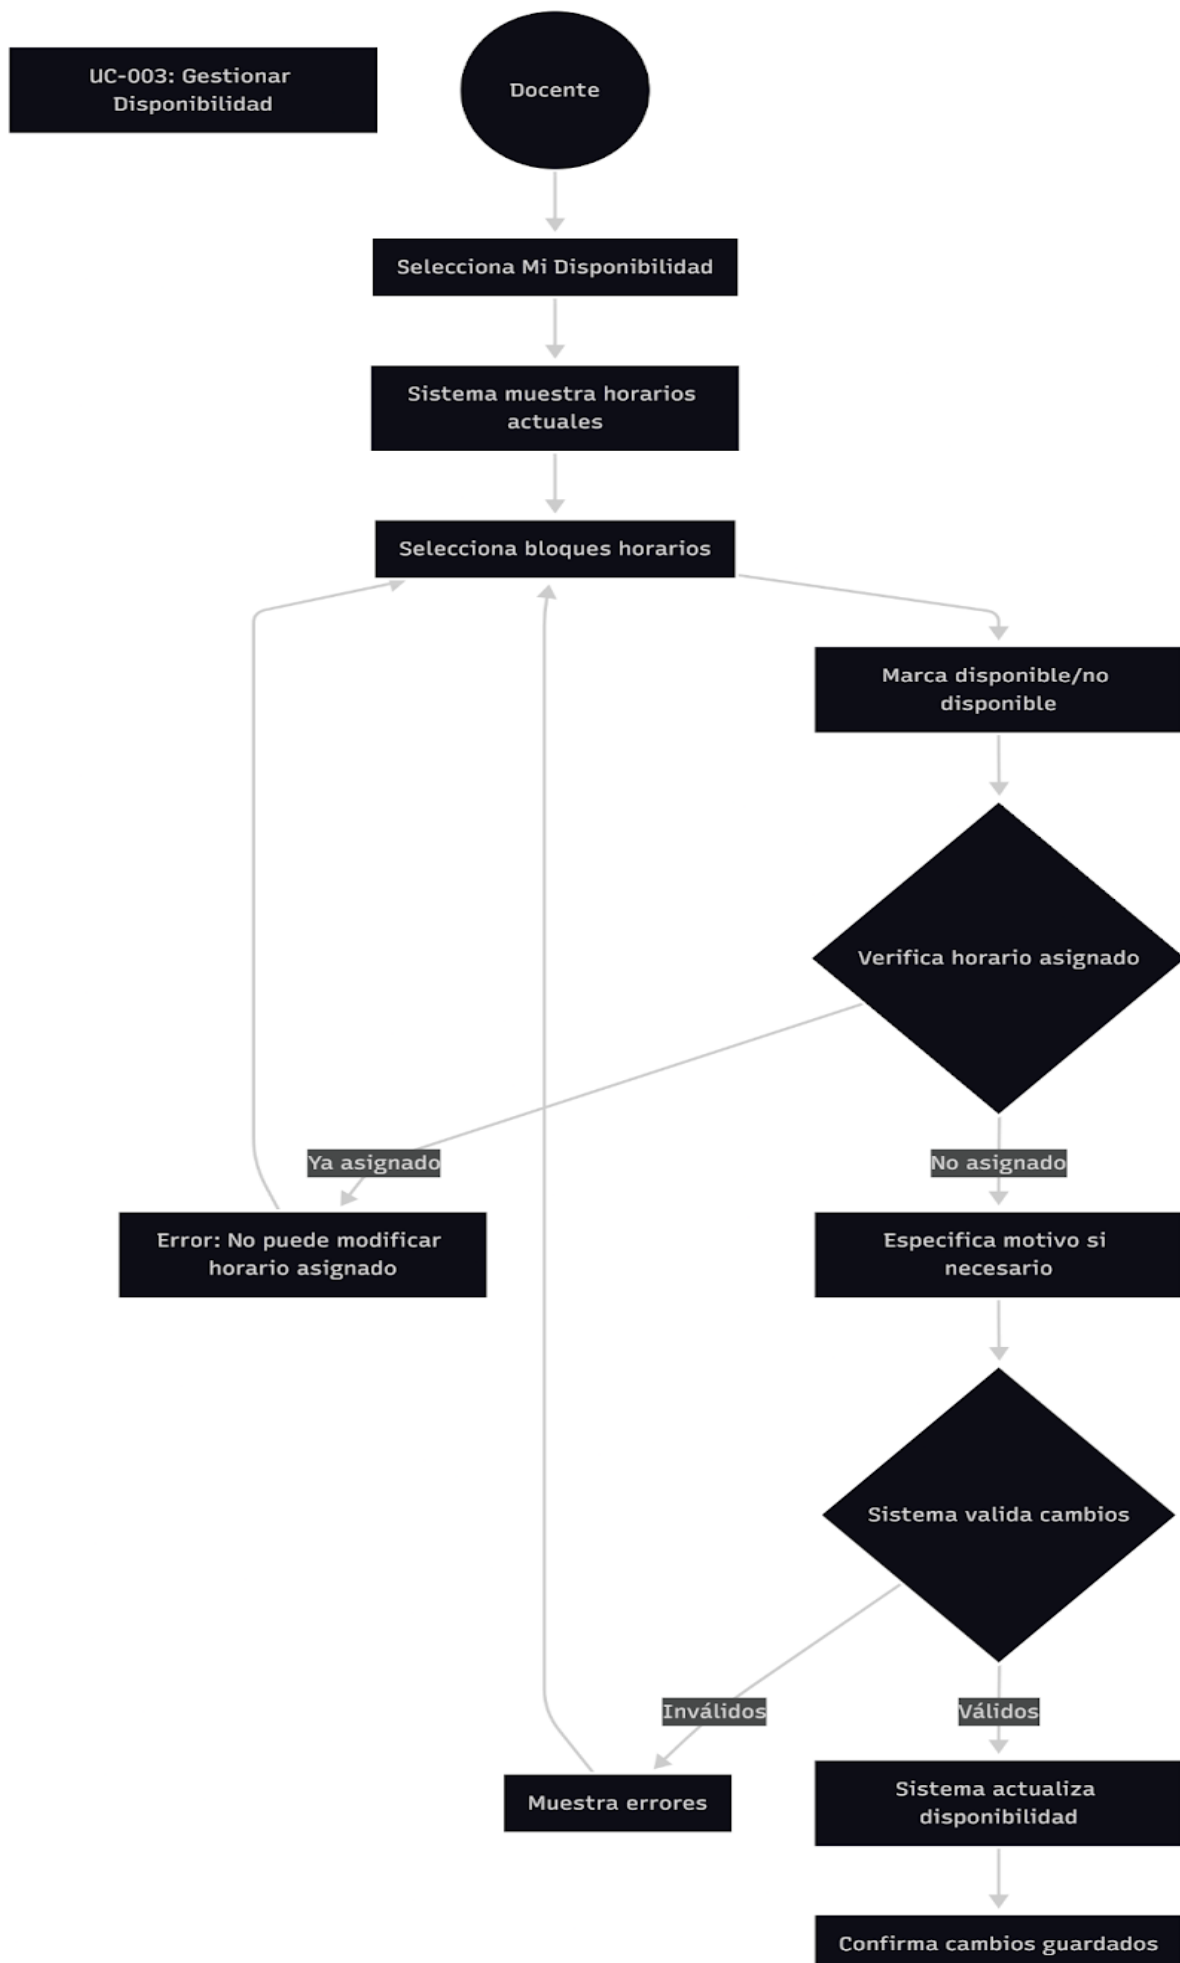 UC-003: Gestionar
Disponibilidad
Docente
Selecciona Mi Disponibilidad
Sistema muestra horarios
actuales
Selecciona bloques horarios
Marca disponible/no
disponible
Verifica horario asignado
Ya asignado
No asignado
Error: No puede modificar
horario asignado
Especifica motivo si
necesario
Sistema valida cambios
Inválidos
Válidos
Muestra errores
Sistema actualiza
disponibilidad
Confirma cambios guardados